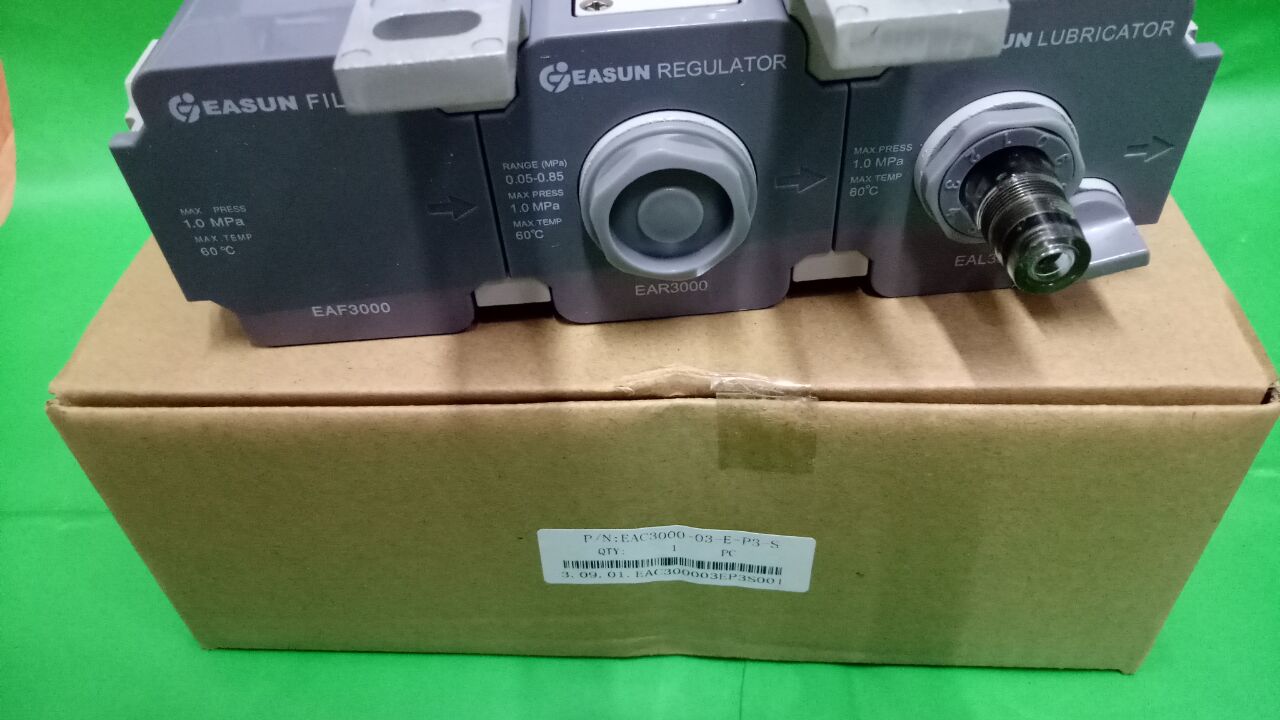 EASUN FIL
MAX. PRESS
1.0 MPa
MAX.TEMP
60℃
EAF3000
EASUN REGULATOR
RANGE (MPa)
0.05-0.85
MAX.PRESS
1.0 MPa
MAX.TEMP
60℃
EAR3000
SUN LUBRICATOR
MAX.PRESS
1.0 MPa
MAX.TEMP
60℃
P/N:EAC3000-03-E-P3-S
QTY: 1 PC
3.09.01.EAC300003EP3S001